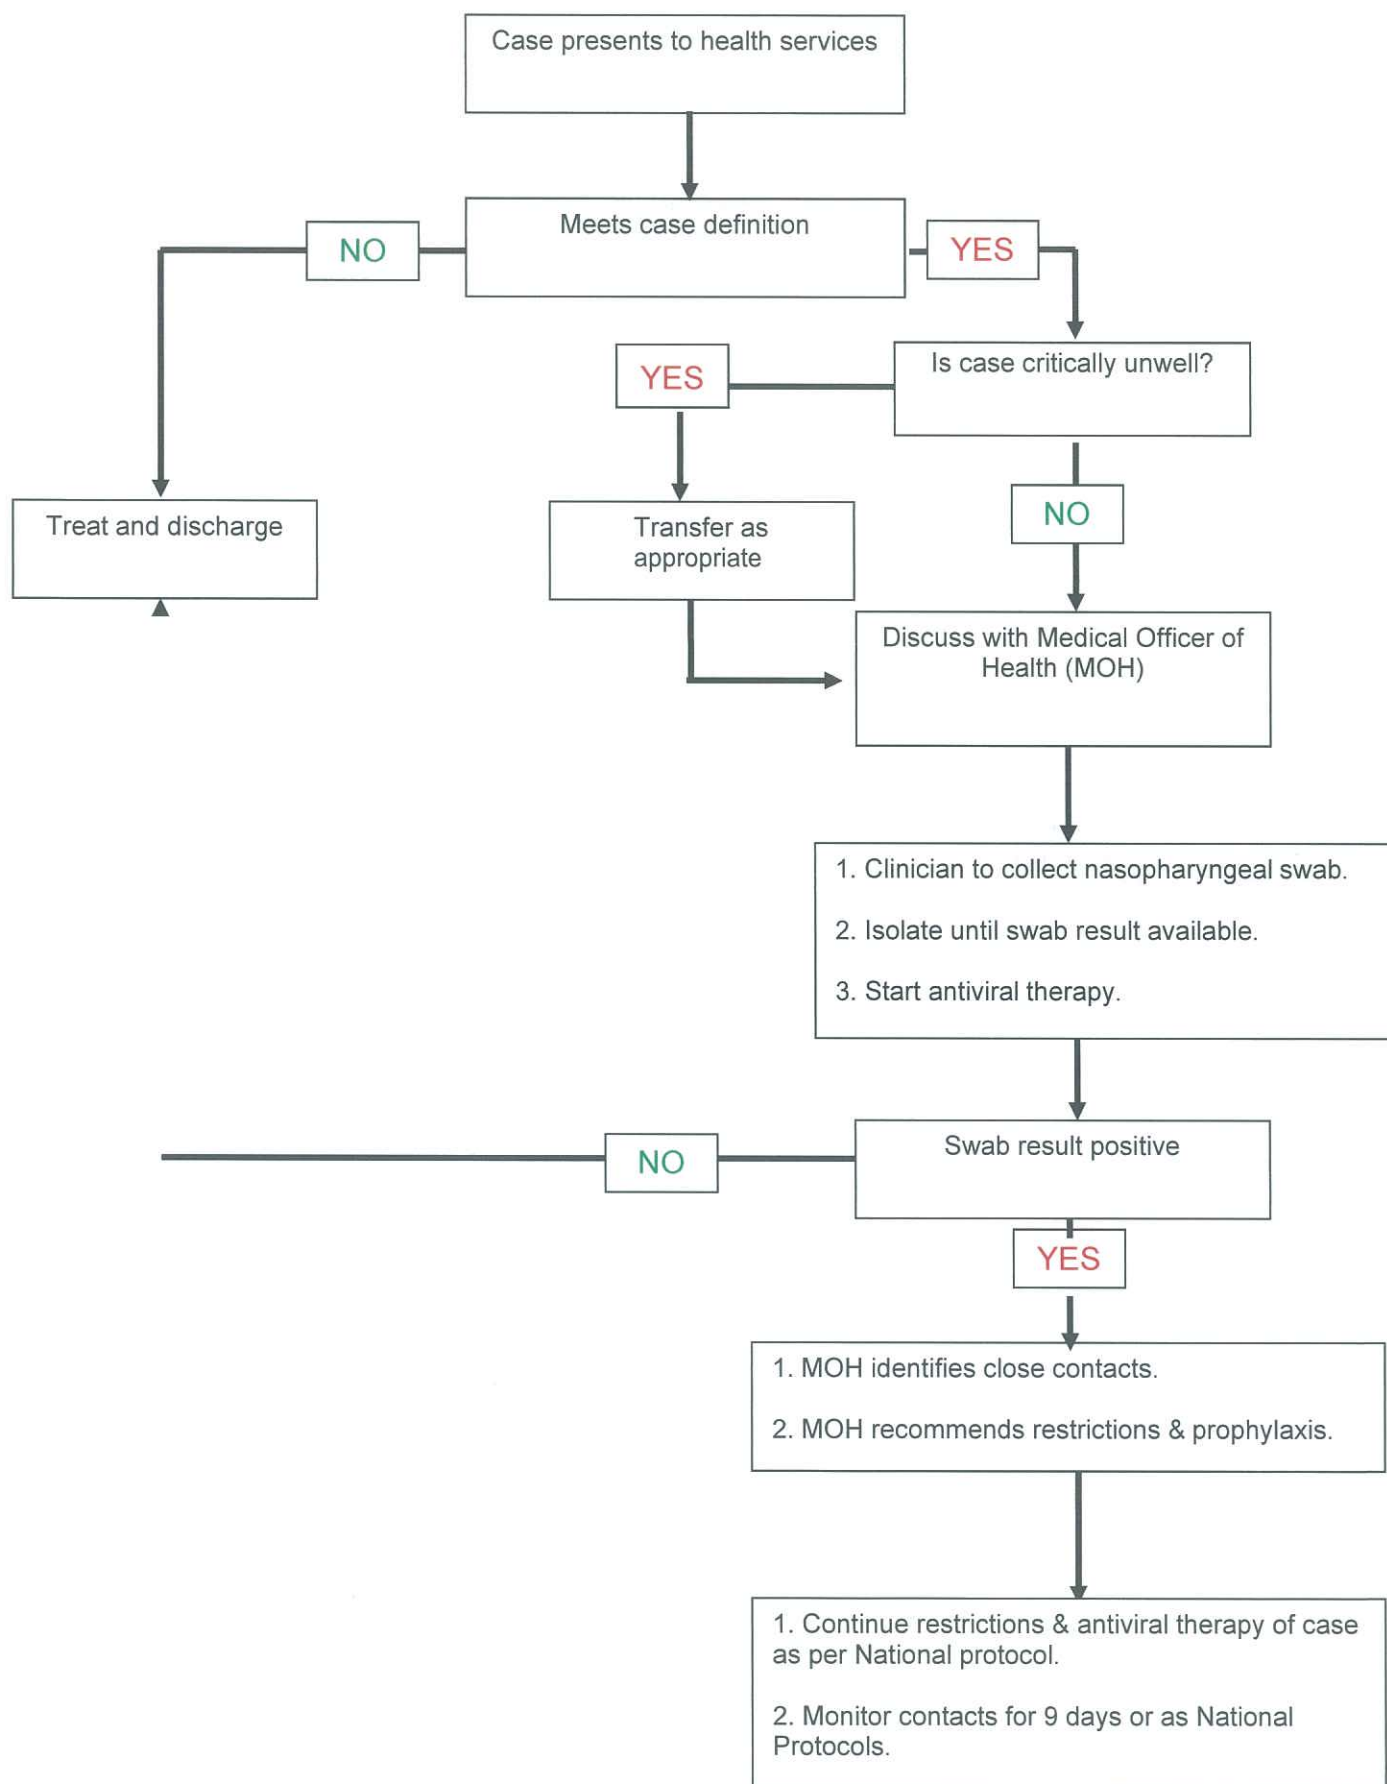 Case presents to health services
Meets case definition
NO
YES
Is case critically unwell?
YES
NO
Treat and discharge
Transfer as
appropriate
Discuss with Medical Officer of
Health (MOH)
1. Clinician to collect nasopharyngeal swab.
2. Isolate until swab result available.
3. Start antiviral therapy.
Swab result positive
NO
YES
1. MOH identifies close contacts.
2. MOH recommends restrictions & prophylaxis.
1. Continue restrictions & antiviral therapy of case
as per National protocol.
2. Monitor contacts for 9 days or as National
Protocols.